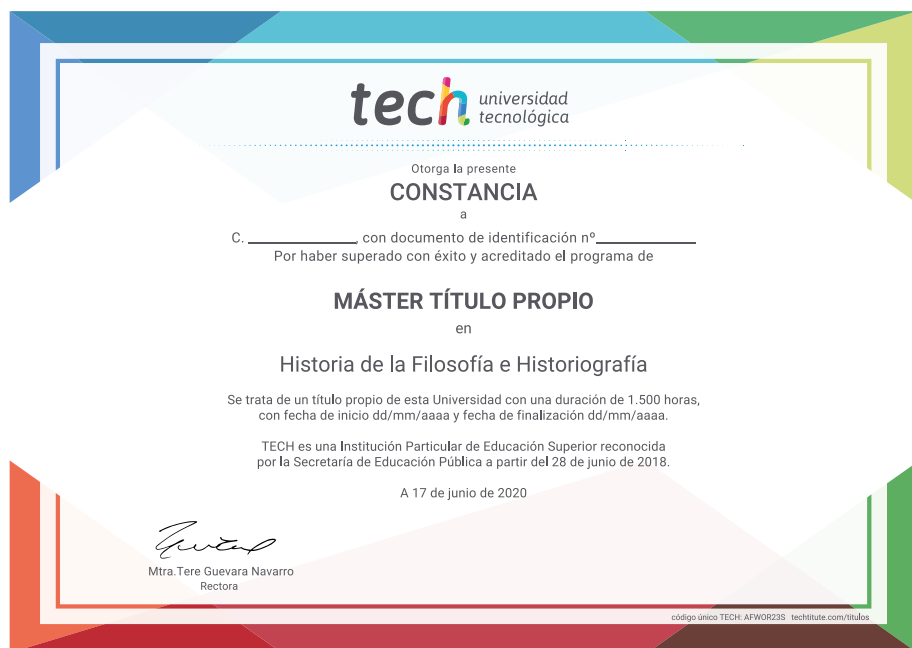 tech universidad
tecnológica
Otorga la presente
CONSTANCIA
a
C. ____________, con documento de identificación nº___________
Por haber superado con éxito y acreditado el programa de
MÁSTER TÍTULO PROPIO
en
Historia de la Filosofía e Historiografía
Se trata de un título propio de esta Universidad con una duración de 1.500 horas,
con fecha de inicio dd/mm/aaaa y fecha de finalización dd/mm/aaaa.
TECH es una Institución Particular de Educación Superior reconocida
por la Secretaría de Educación Pública a partir del 28 de junio de 2018.
A 17 de junio de 2020
Mtra.Tere Guevara Navarro
Rectora
código único TECH: AFWOR23S techtitute.com/titulos